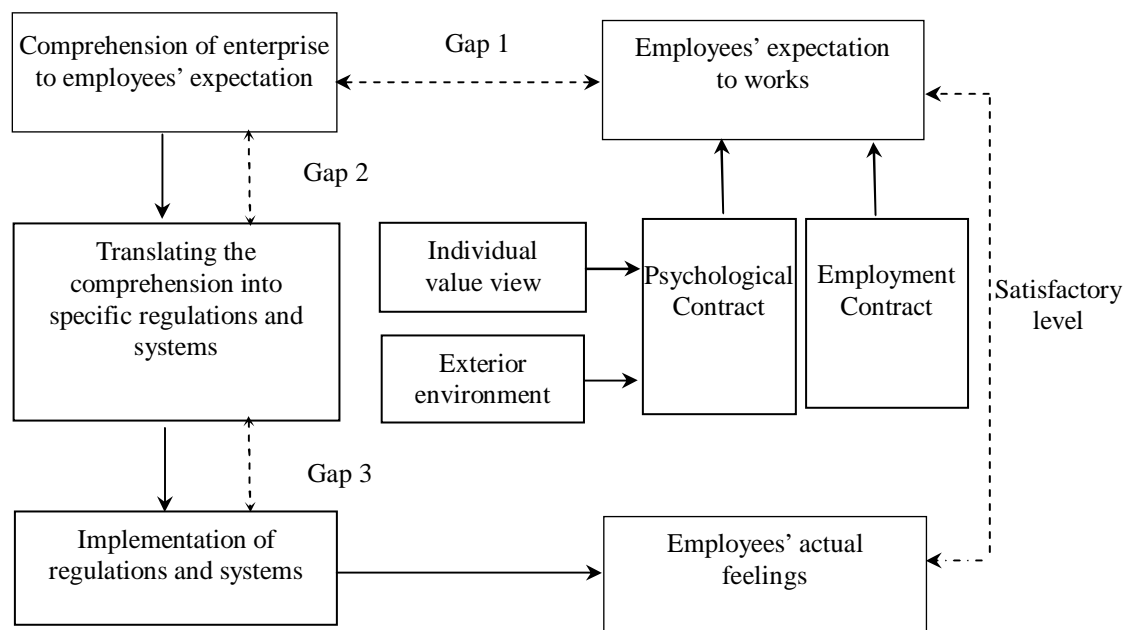 Comprehension of enterprise
to employees’ expectation
Gap 1
Employees’ expectation
to works
Gap 2
Translating the
comprehension into
specific regulations and
systems
Individual
value view
Exterior
environment
Psychological
Contract
Employment
Contract
Satisfactory
level
Gap 3
Implementation of
regulations and systems
Employees’ actual
feelings